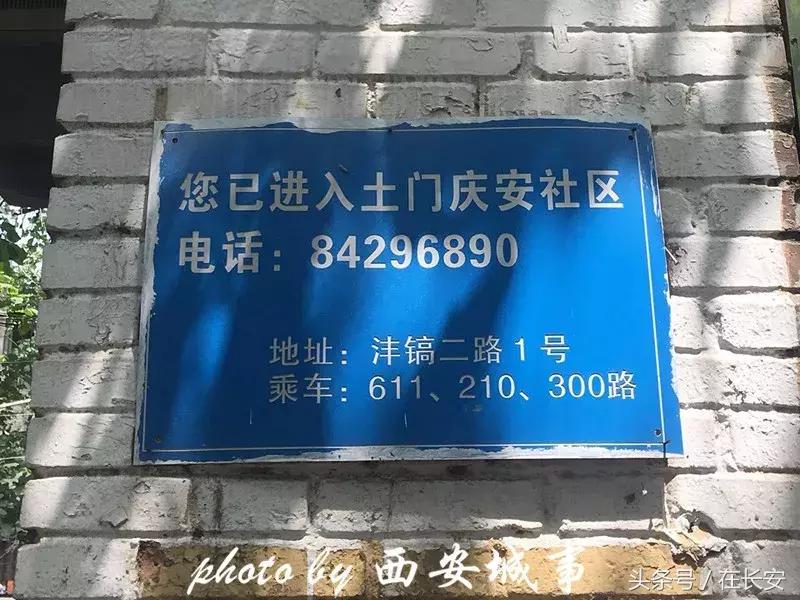 您已进入土门庆安社区
电话：84296890
地址：沣镐二路1号
乘车：611、210、300路
photo by 西安城事
头条号/在长安